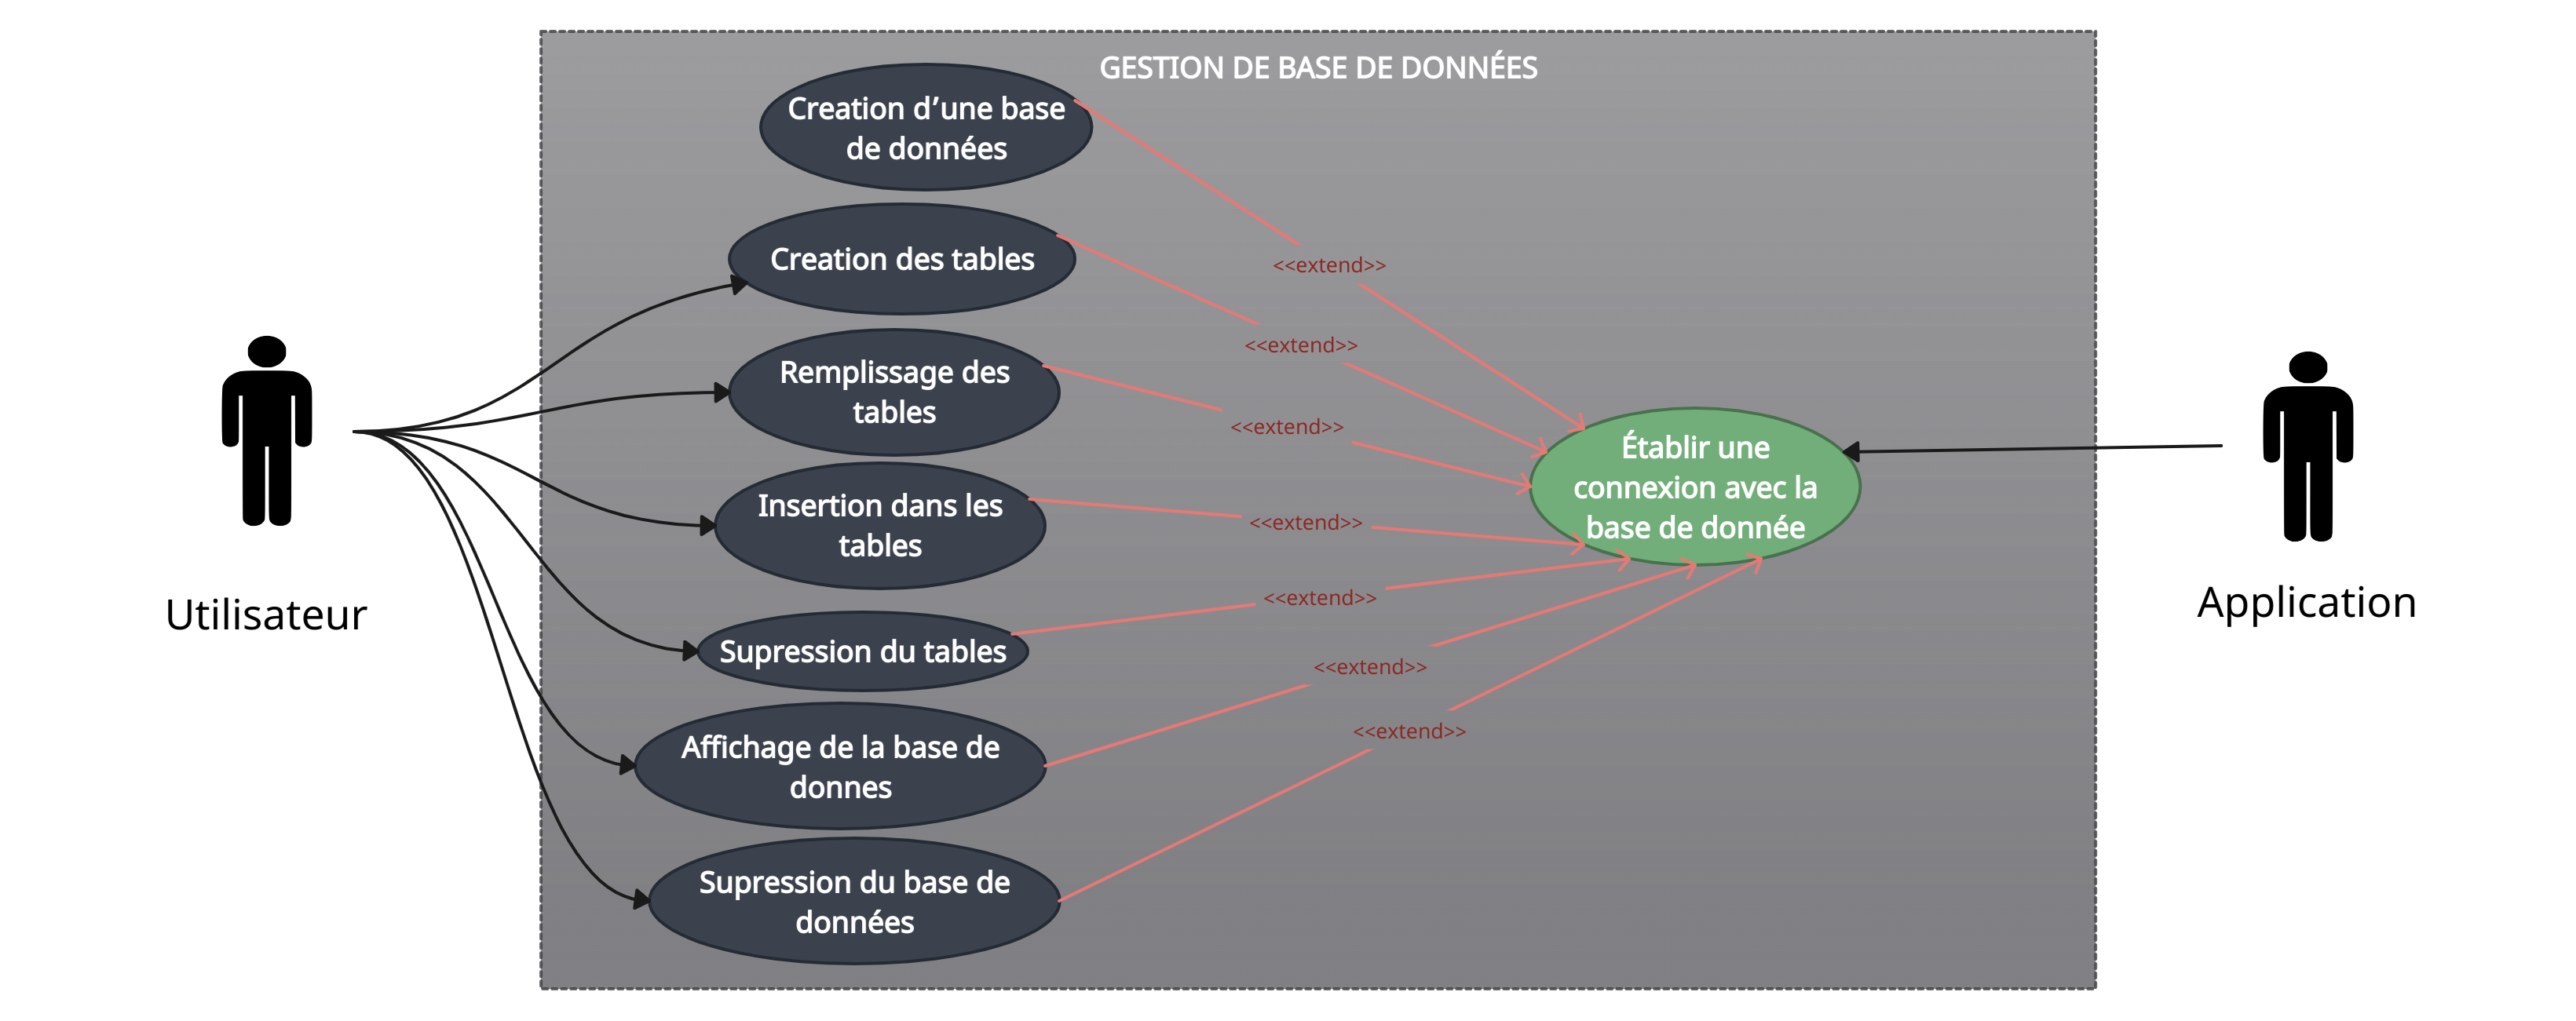 GESTION DE BASE DE DONNÉES
Creation d’une base
de données
Creation des tables
Remplissage des
tables
Insertion dans les
tables
Supression du tables
Affichage de la base de
donnes
Supression du base de
données
<<extend>>
<<extend>>
<<extend>>
<<extend>>
<<extend>>
<<extend>>
<<extend>>
Établir une
connexion avec la
base de donnée
Utilisateur
Application